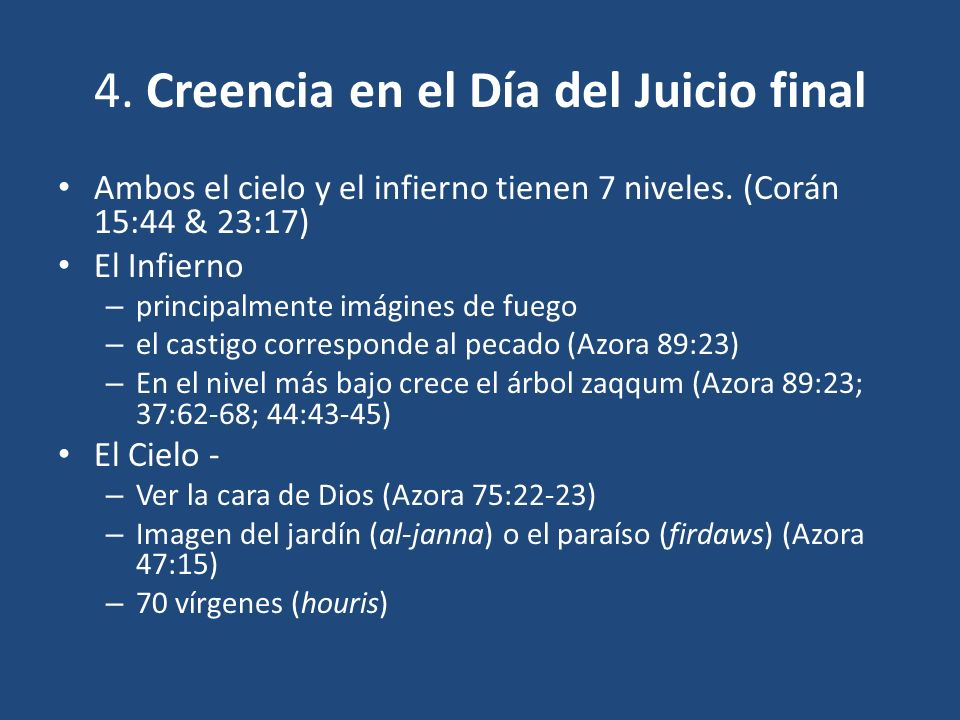 4. Creencia en el Día del Juicio final
• Ambos el cielo y el infierno tienen 7 niveles. (Corán
15:44 & 23:17)
• El Infierno
– principalmente imágines de fuego
– el castigo corresponde al pecado (Azora 89:23)
– En el nivel más bajo crece el árbol zaqqum (Azora 89:23;
37:62-68; 44:43-45)
• El Cielo -
– Ver la cara de Dios (Azora 75:22-23)
– Imagen del jardín (al-janna) o el paraíso (firdaws) (Azora
47:15)
– 70 vírgenes (houris)